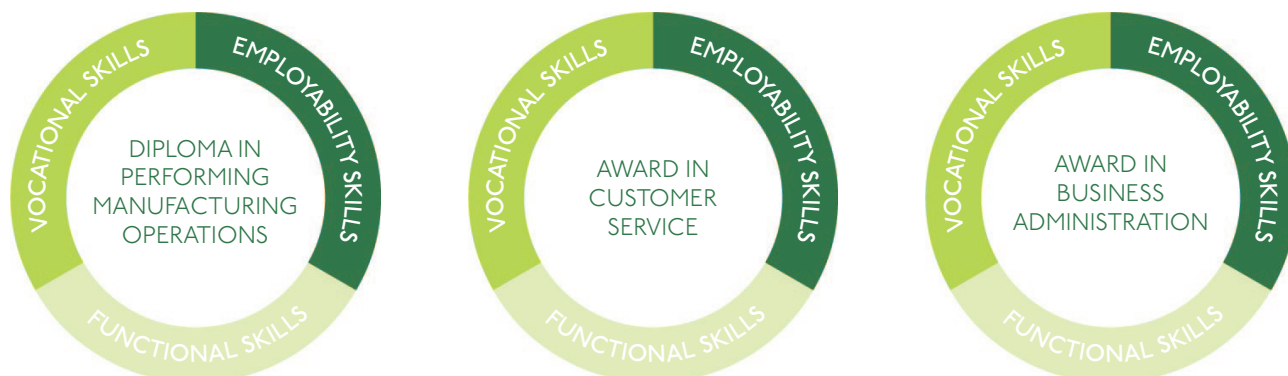 VOCATIONAL SKILLS
EMPLOYABILITY SKILLS
DIPLOMA IN
PERFORMING
MANUFACTURING
OPERATIONS
FUNCTIONAL SKILLS
VOCATIONAL SKILLS
EMPLOYABILITY SKILLS
AWARD IN
CUSTOMER
SERVICE
FUNCTIONAL SKILLS
VOCATIONAL SKILLS
EMPLOYABILITY SKILLS
AWARD IN
BUSINESS
ADMINISTRATION
FUNCTIONAL SKILLS